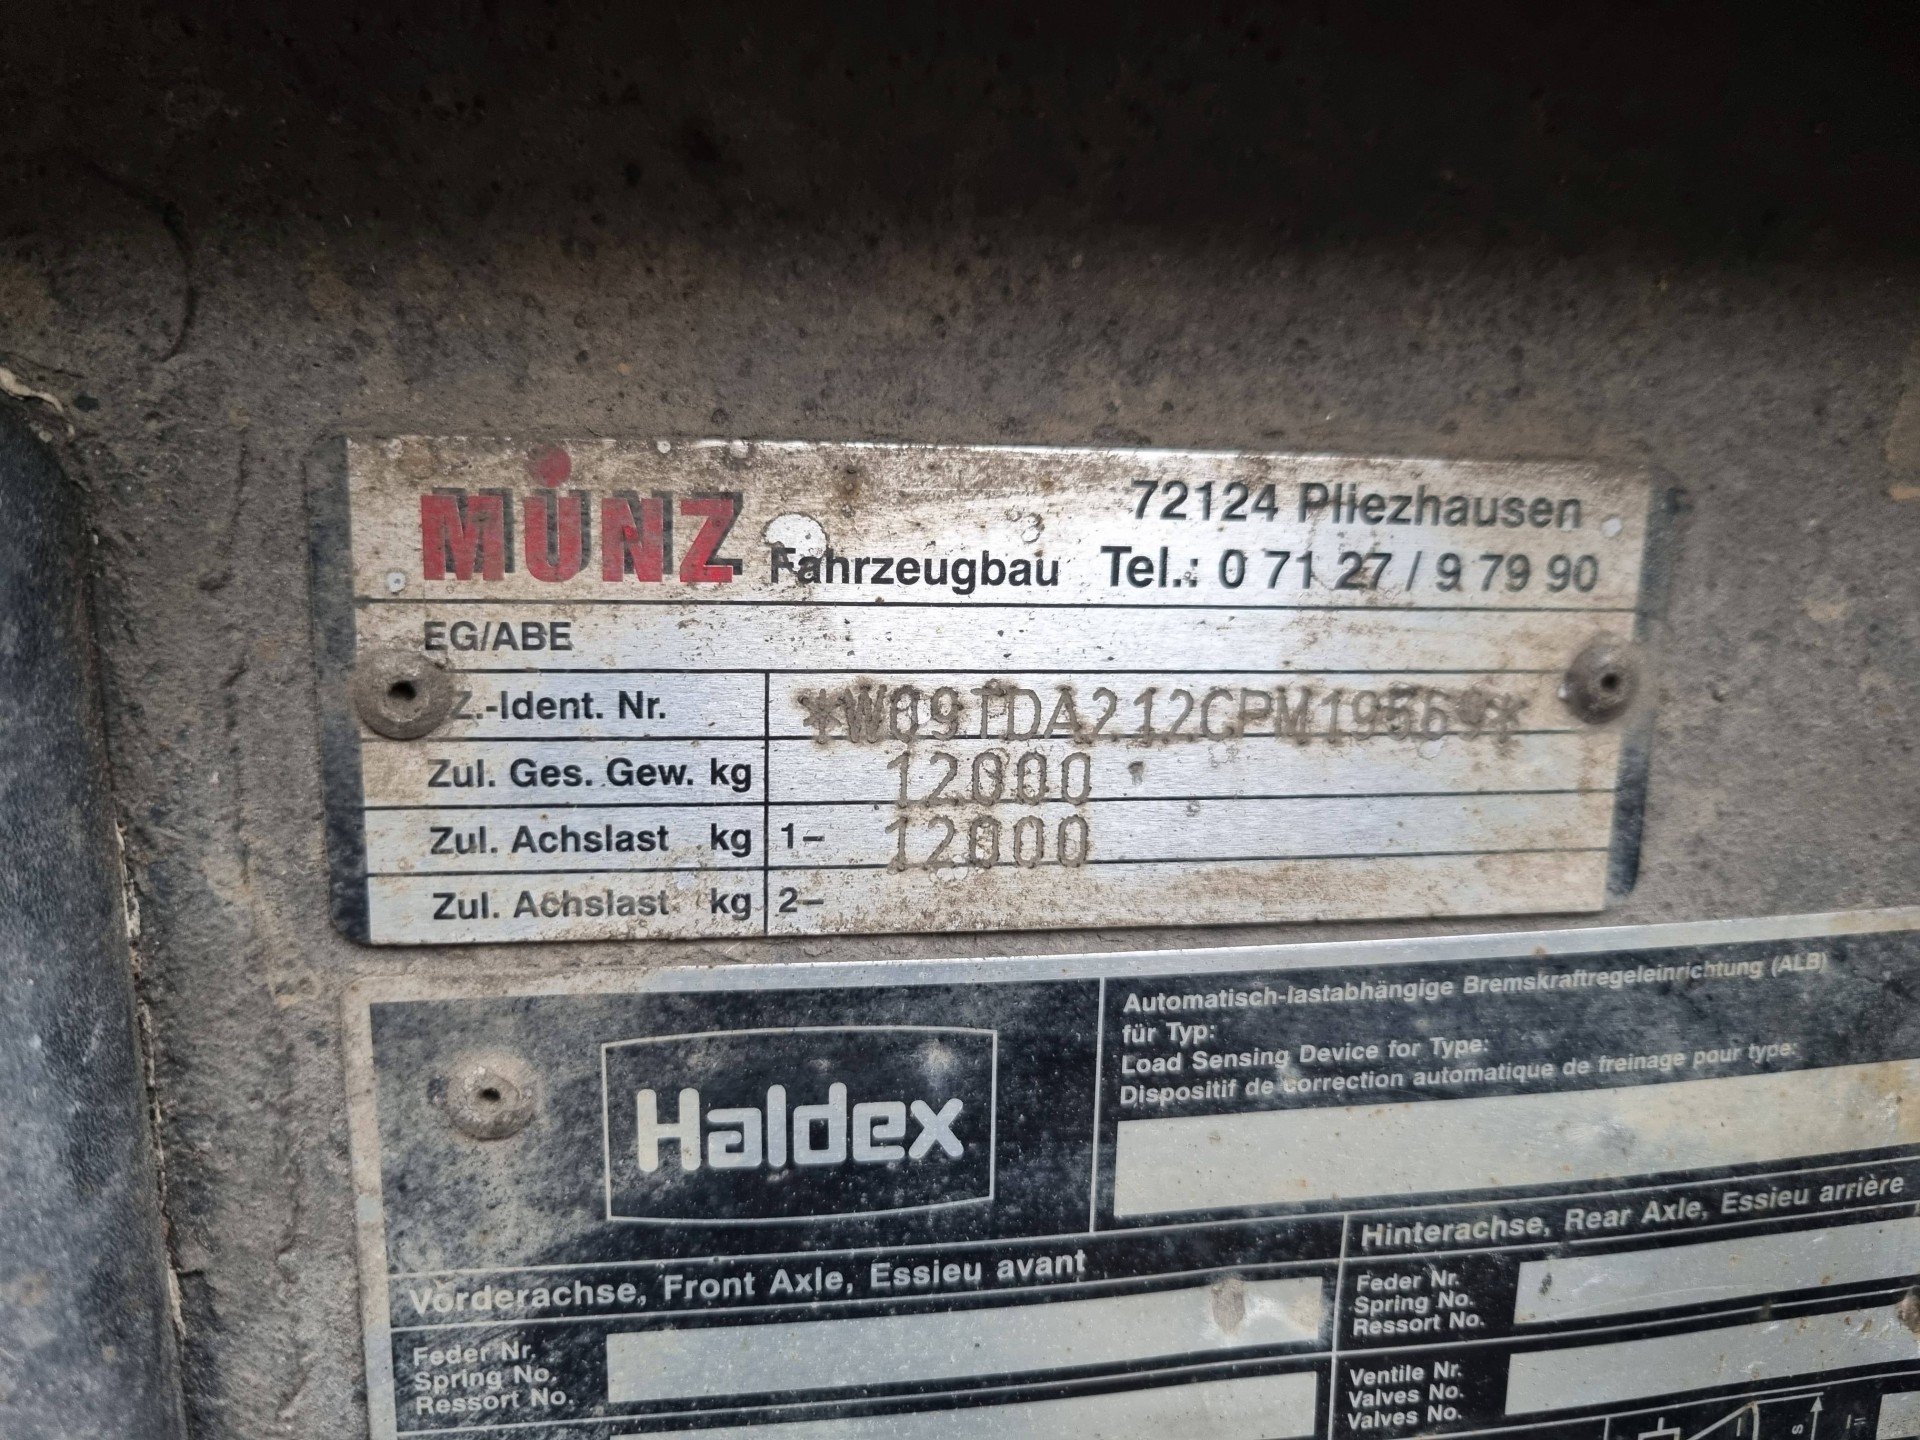 MÜNZ Fahrzeugbau
72124 Pliezhausen
Tel.: 0 71 27 / 9 79 90
EG/ABE
Z.-Ident. Nr. *W09TDA212CPM19569*
Zul. Ges. Gew. kg 12000
Zul. Achslast kg 1– 12000
Zul. Achslast kg 2–
Haldex
Automatisch-lastabhängige Bremskraftregeleinrichtung (ALB)
für Typ:
Load Sensing Device for Type:
Dispositif de correction automatique de freinage pour type:
Vorderachse, Front Axle, Essieu avant
Feder Nr.
Spring No.
Ressort No.
Hinterachse, Rear Axle, Essieu arrière
Feder Nr.
Spring No.
Ressort No.
Ventile Nr.
Valves No.
Valves No.
s